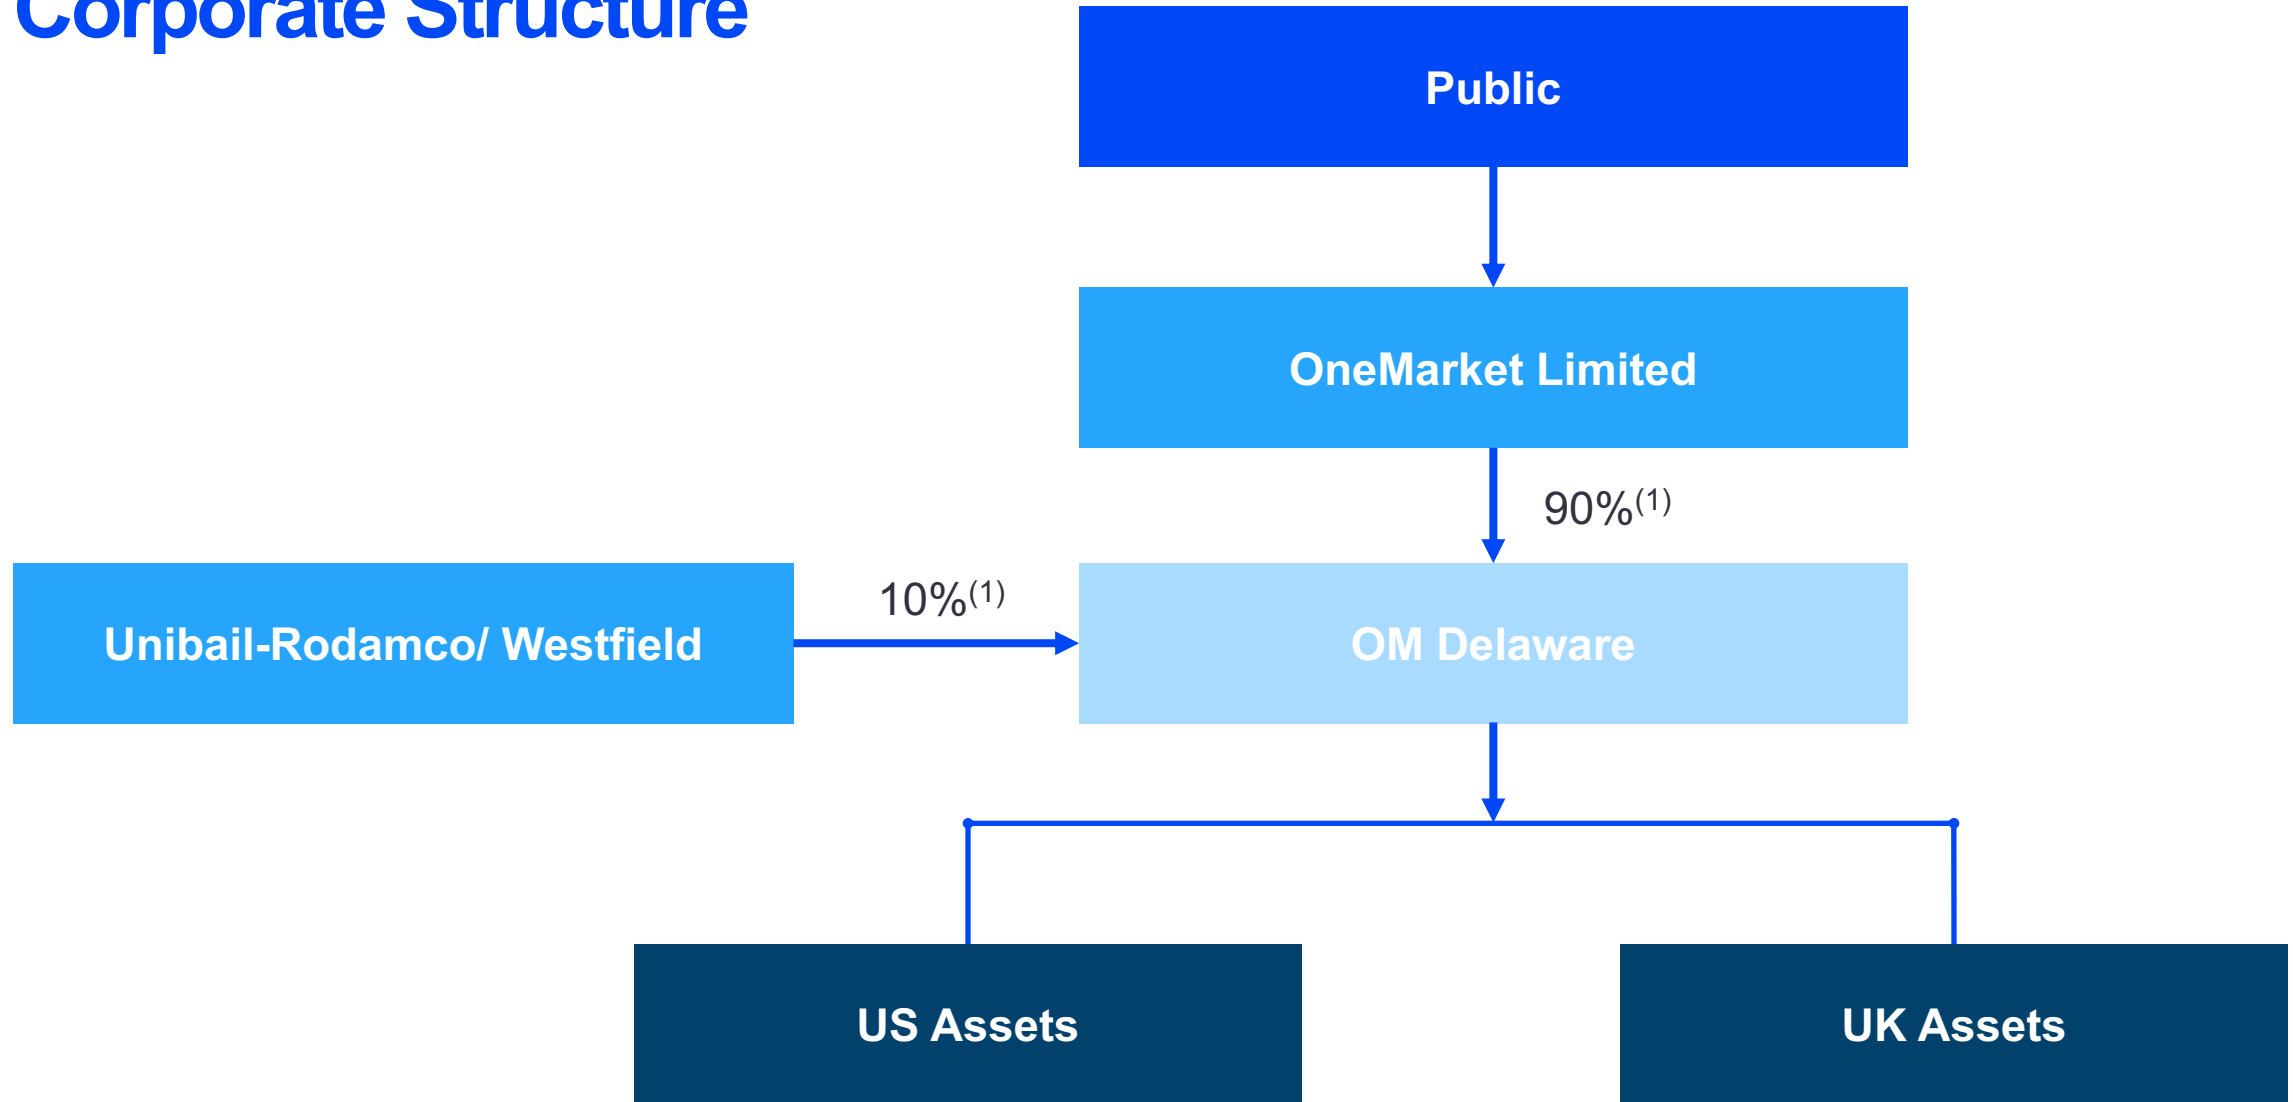 Corporate Structure
Public
OneMarket Limited
90%(1)
10%(1)
Unibail-Rodamco/ Westfield
OM Delaware
US Assets
UK Assets